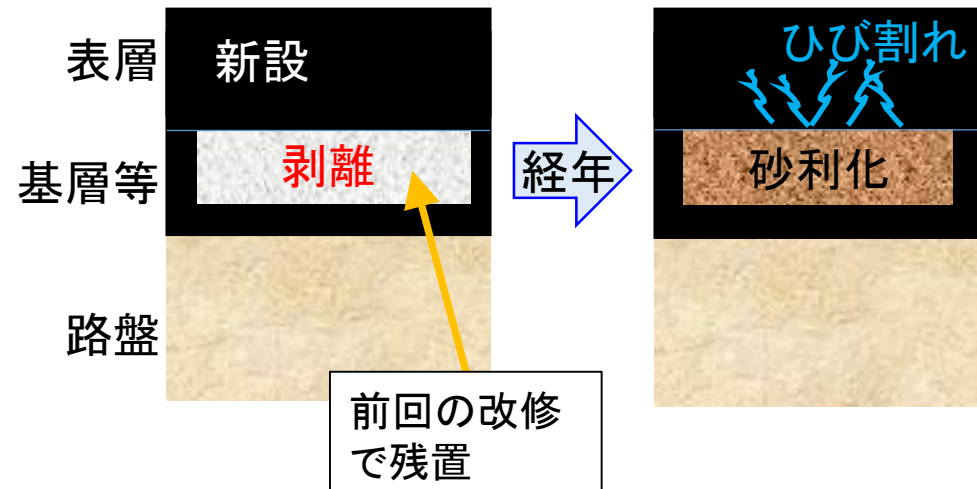 表層
新設
基層等
剥離
路盤
前回の改修
で残置
経年
ひび割れ
砂利化